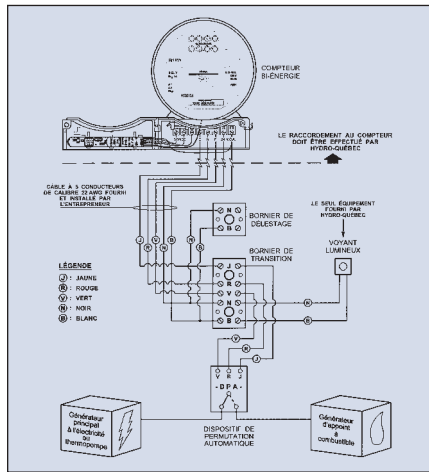 COMPTEUR
BI-ÉNERGIE
LE RACCORDEMENT AU COMPTEUR
DOIT ÊTRE EFFECTUÉ PAR
HYDRO-QUÉBEC
CÂBLE À 5 CONDUCTEURS
DE CALIBRE 22 AWG FOURNI
ET INSTALLÉ PAR
L'ENTREPRENEUR
LE SEUL ÉQUIPEMENT
FOURNI PAR
HYDRO-QUÉBEC
N
B
BORNIER DE
DÉLESTAGE
VOYANT
LUMINEUX
BORNIER DE
TRANSITION
J R V N B
LÉGENDE
J : JAUNE
R : ROUGE
V : VERT
N : NOIR
B : BLANC
J
R
V
N
B
N
B
V R J
V R J
-DPA-
DISPOSITIF DE
PERMUTATION
AUTOMATIQUE
Générateur
principal
à l'électricité
ou
thermopompe
Générateur
d'appoint
à
combustible